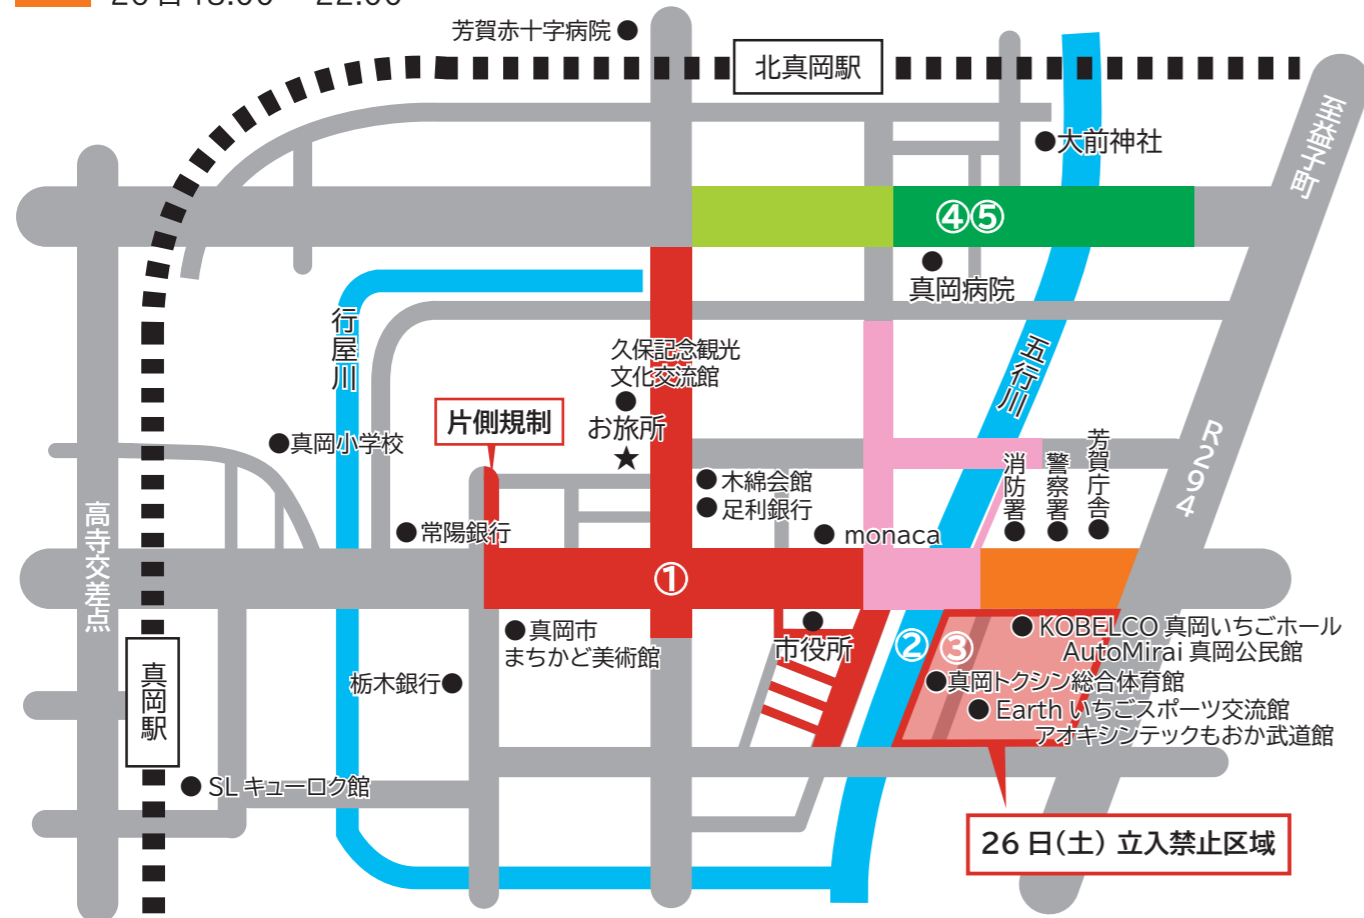 芳賀赤十字病院
北真岡駅
至益子町
大前神社
④⑤
真岡病院
行屋川
五行川
久保記念観光
文化交流館
お旅所
片側規制
真岡小学校
R294
芳賀庁舎
警察署
消防署
木綿会館
足利銀行
常陽銀行
monaca
高寺交差点
①
真岡市
まちかど美術館
市役所
②
③
KOBELCO 真岡いちごホール
AutoMirai 真岡公民館
真岡トクシン総合体育館
Earth いちごスポーツ交流館
アオキシンテックもおか武道館
栃木銀行
真岡駅
SL キューロク館
26 日(土) 立入禁止区域